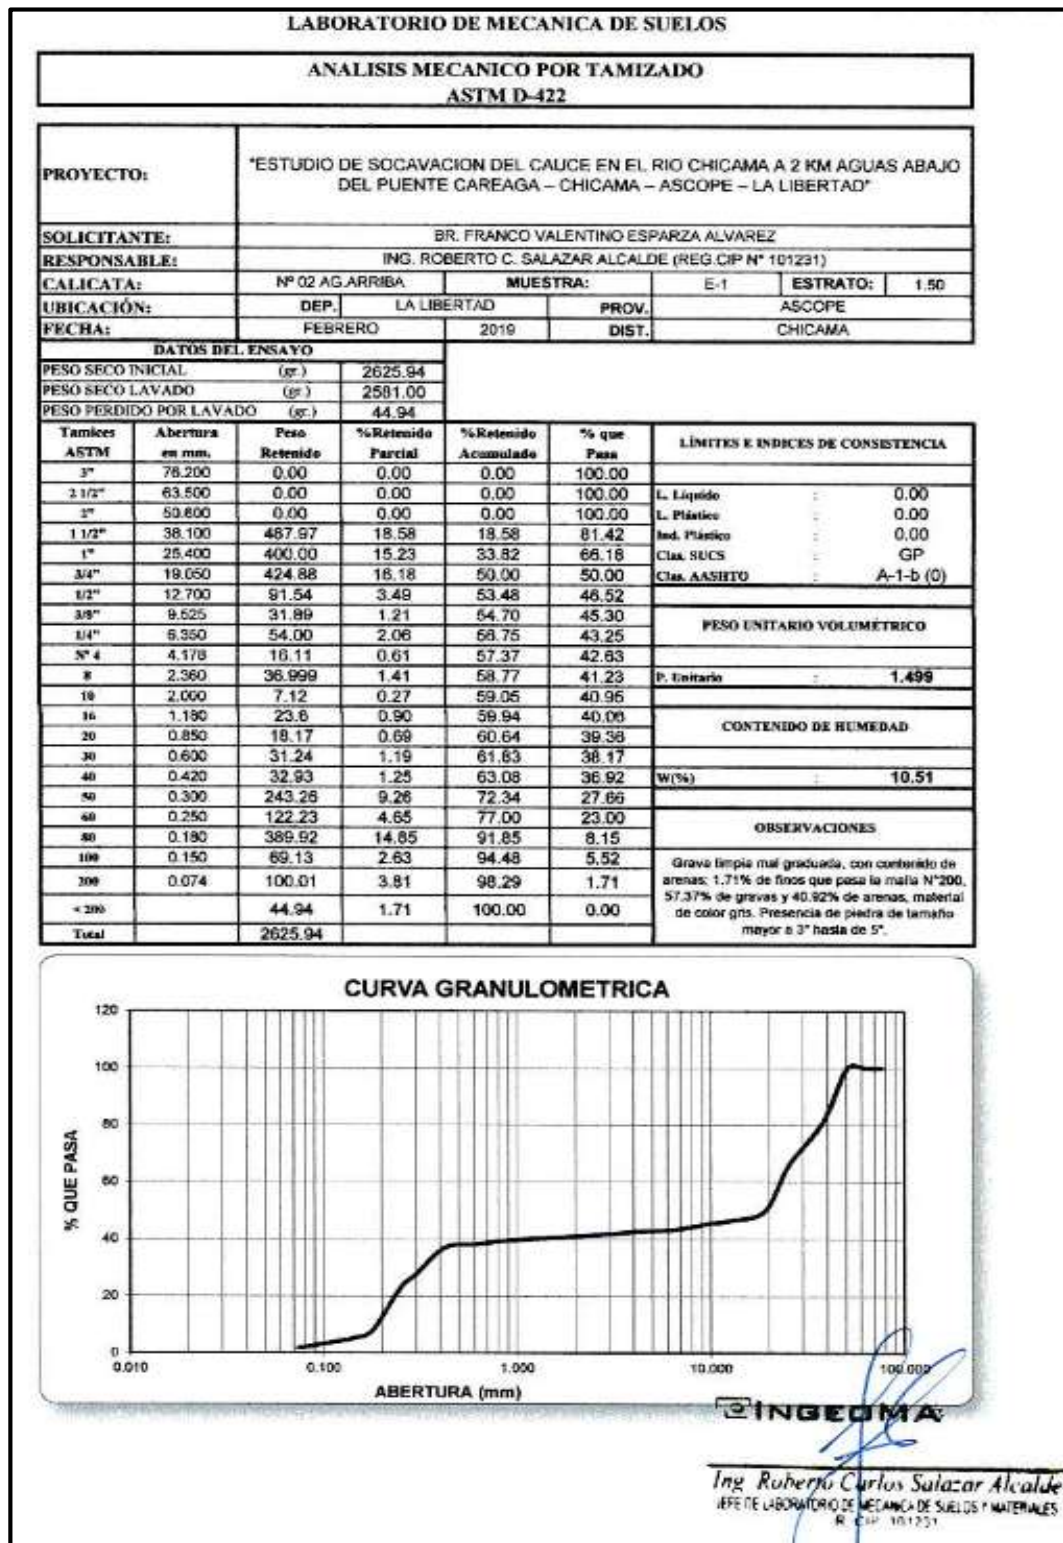 LABORATORIO DE MECANICA DE SUELOS
ANALISIS MECANICO POR TAMIZADO
ASTM D-422
PROYECTO: "ESTUDIO DE SOCAVACION DEL CAUCE EN EL RIO CHICAMA A 2 KM AGUAS ABAJO
DEL PUENTE CAREAGA – CHICAMA – ASCOPE – LA LIBERTAD"
SOLICITANTE: BR. FRANCO VALENTINO ESPARZA ALVAREZ
RESPONSABLE: ING. ROBERTO C. SALAZAR ALCALDE (REG.CIP N° 101231)
CALICATA: Nº 02 AG.ARRIBA MUESTRA: E-1 ESTRATO: 1.50
UBICACIÓN: DEP. LA LIBERTAD PROV. ASCOPE
FECHA: FEBRERO 2019 DIST. CHICAMA
DATOS DEL ENSAYO
PESO SECO INICIAL (gr.) 2625.94
PESO SECO LAVADO (gr.) 2581.00
PESO PERDIDO POR LAVADO (gr.) 44.94
Tamices ASTM Abertura en mm. Peso Retenido %Retenido Parcial %Retenido Acumulado % que Pasa
3" 76.200 0.00 0.00 0.00 100.00
2 1/2" 63.500 0.00 0.00 0.00 100.00
2" 50.600 0.00 0.00 0.00 100.00
1 1/2" 38.100 487.97 18.58 18.58 81.42
1" 25.400 400.00 15.23 33.82 66.18
3/4" 19.050 424.88 16.18 50.00 50.00
1/2" 12.700 91.54 3.49 53.48 46.52
3/8" 9.525 31.89 1.21 54.70 45.30
1/4" 6.350 54.00 2.06 56.75 43.25
N° 4 4.178 16.11 0.61 57.37 42.63
8 2.360 36.999 1.41 58.77 41.23
10 2.000 7.12 0.27 59.05 40.95
16 1.180 23.6 0.90 59.94 40.06
20 0.850 18.17 0.69 60.64 39.36
30 0.600 31.24 1.19 61.83 38.17
40 0.420 32.93 1.25 63.08 36.92
50 0.300 243.26 9.26 72.34 27.66
60 0.250 122.23 4.65 77.00 23.00
80 0.180 389.92 14.85 91.85 8.15
100 0.150 69.13 2.63 94.48 5.52
200 0.074 100.01 3.81 98.29 1.71
< 200 44.94 1.71 100.00 0.00
Total 2625.94
LÍMITES E INDICES DE CONSISTENCIA
L. Líquido : 0.00
L. Plástico : 0.00
Ind. Plástico : 0.00
Clas. SUCS : GP
Clas. AASHTO : A-1-b (0)
PESO UNITARIO VOLUMÉTRICO
P. Unitario : 1.499
CONTENIDO DE HUMEDAD
W(%) : 10.51
OBSERVACIONES
Grava limpia mal graduada, con contenido de
arenas; 1.71% de finos que pasa la malla N°200,
57.37% de gravas y 40.92% de arenas, material
de color gris. Presencia de piedra de tamaño
mayor a 3" hasta de 5".
CURVA GRANULOMETRICA
% QUE PASA
120
100
80
60
40
20
0
0.010 0.100 1.000 10.000 100.000
ABERTURA (mm)
INGEOMA
Ing. Roberto Carlos Salazar Alcalde
JEFE DE LABORATORIO DE MECANICA DE SUELOS Y MATERIALES
R. CIP. 101231